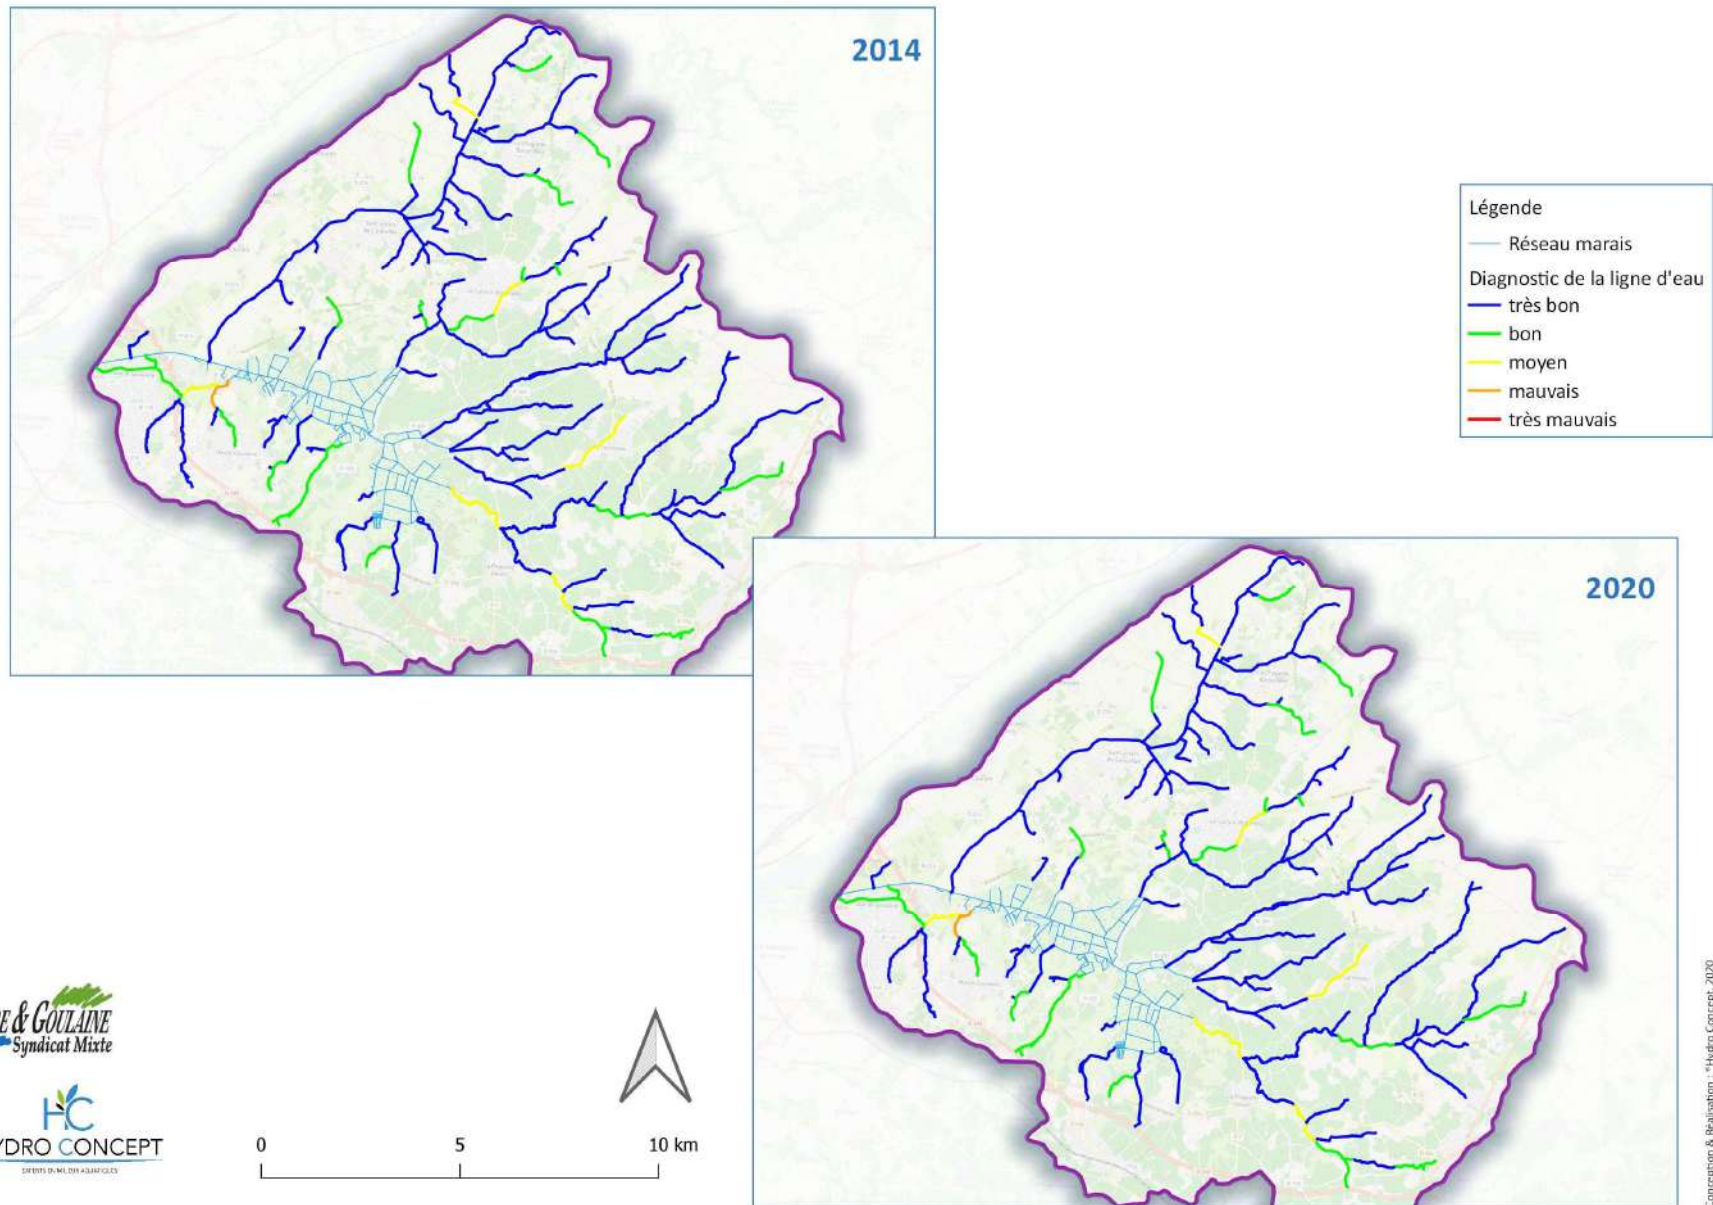 2014
Légende
Réseau marais
Diagnostic de la ligne d'eau
très bon
bon
moyen
mauvais
très mauvais
2020
& GOULAINE
Syndicat Mixte
HC
YDRO CONCEPT
0 5 10 km
Conception & Réalisation : ®Hydro Concept, 2020